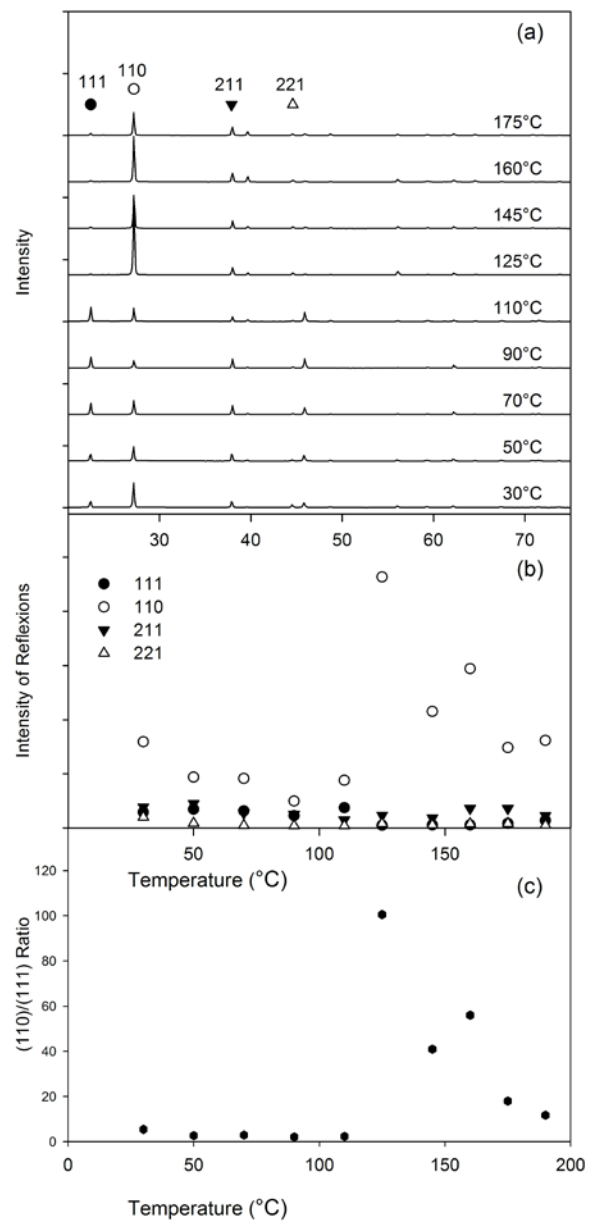 (a)
110
111
211
221
175°C
160°C
145°C
125°C
110°C
90°C
70°C
50°C
30°C
Intensity
30 40 50 60 70
(b)
111
110
211
221
Intensity of Reflexions
50 100 150
Temperature (°C)
(c)
120
100
80
60
40
20
0
(110)/(111) Ratio
0 50 100 150 200
Temperature (°C)